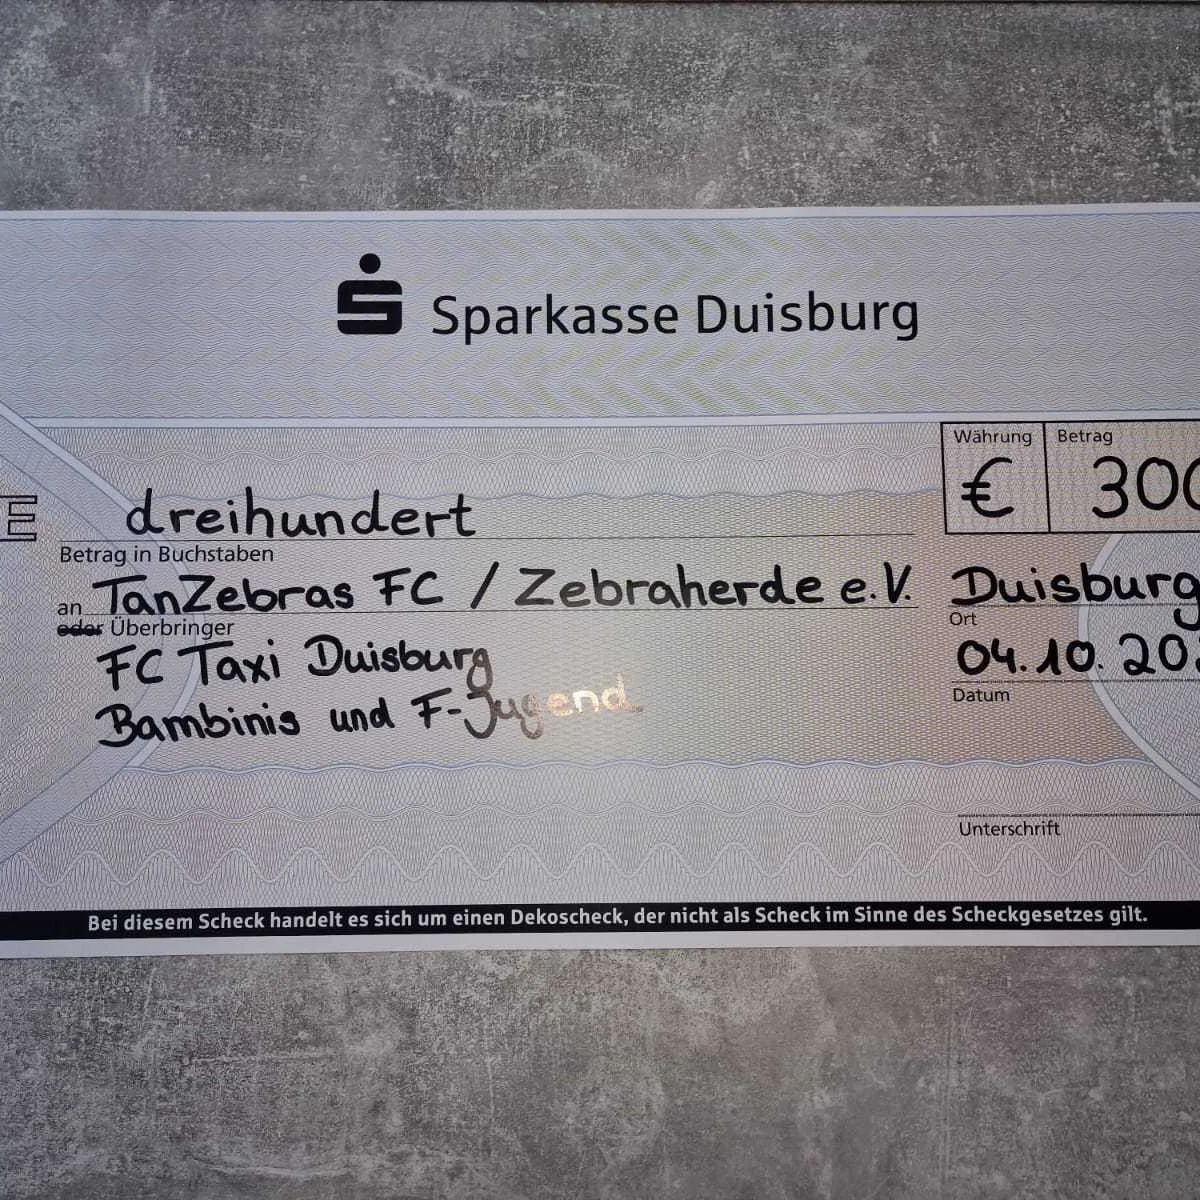 Sparkasse Duisburg
Währung Betrag
€ 300
E dreihundert
Betrag in Buchstaben
an TanZebras FC / Zebraherde e.V. Duisburg
oder Überbringer Ort
FC Taxi Duisburg 04.10.20
Bambinis und F-Jugend Datum
Unterschrift
Bei diesem Scheck handelt es sich um einen Dekoscheck, der nicht als Scheck im Sinne des Scheckgesetzes gilt.